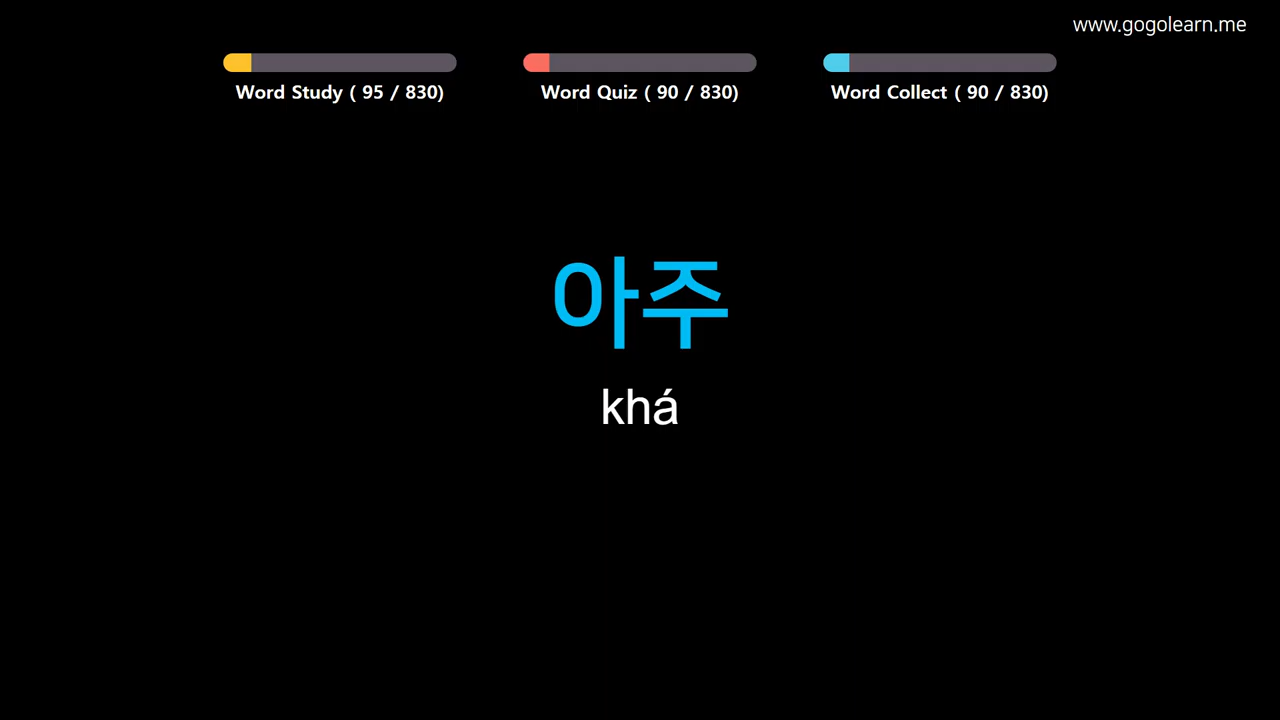 www.gogolearn.me
Word Study ( 95 / 830)
Word Quiz ( 90 / 830)
Word Collect ( 90 / 830)
아주
khá